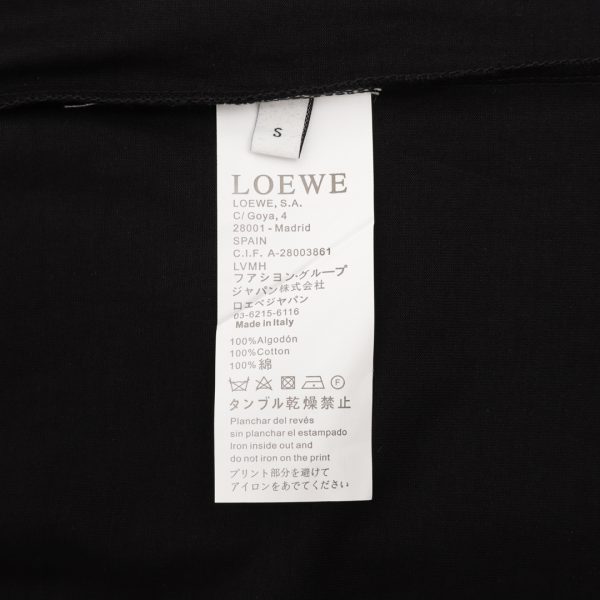 S
LOEWE
LOEWE, S.A.
C/ Goya, 4
28001 - Madrid
SPAIN
C.I.F. A-28003861
LVMH
フアシヨン・グループ
ジャパン株式会社
ロエベジャパン
03-6215-6116
Made in Italy
100%Algodón
100%Cotton
100%綿
F
タンブル乾燥禁止
Planchar del revés
sin planchar el estampado
Iron inside out and
do not iron on the print
プリント部分を避けて
アイロンをあでてください